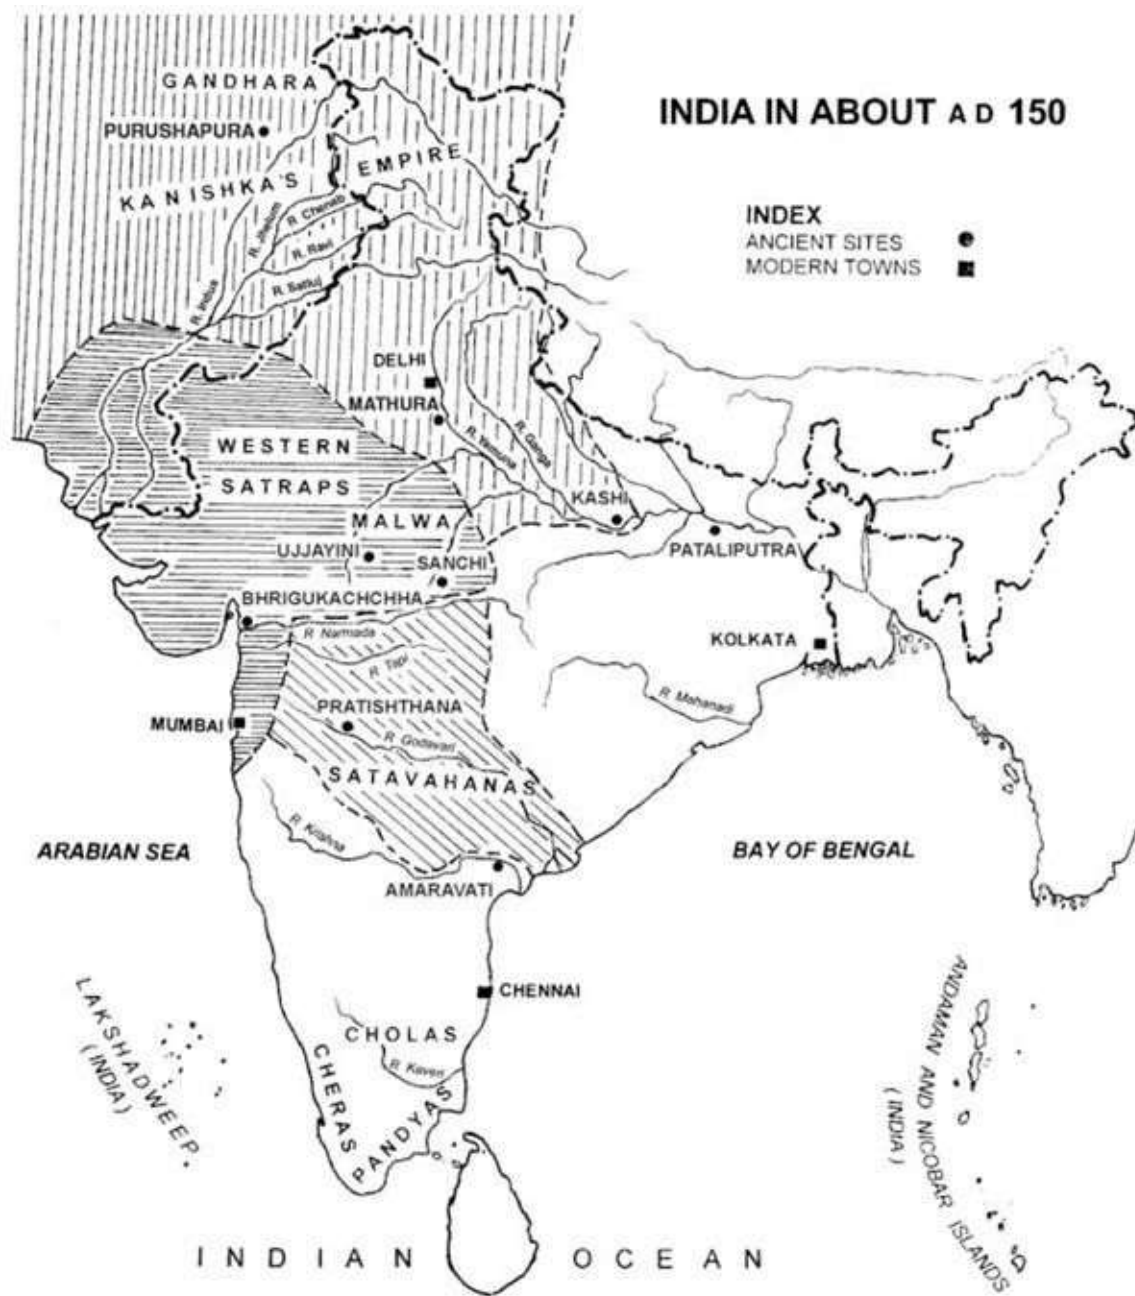 INDIA IN ABOUT A D 150
INDEX
ANCIENT SITES
MODERN TOWNS
GANDHARA
PURUSHAPURA
KANISHKA'S
EMPIRE
R. Jhelum
R. Chenab
R. Ravi
R. Satluj
R. Indus
DELHI
MATHURA
R. Yamuna
R. Ganga
WESTERN
SATRAPS
MALWA
KASHI
PATALIPUTRA
UJJAYINI
SANCHI
BHRIGUKACHCHHA
R. Narmada
R. Tapi
KOLKATA
R. Mahanadi
MUMBAI
PRATISHTHANA
R. Godavari
SATAVAHANAS
R. Krishna
ARABIAN SEA
BAY OF BENGAL
AMARAVATI
CHENNAI
CHOLAS
R. Kaveri
CHERAS
PANDYAS
LAKSHADWEEP
(INDIA)
ANDAMAN AND NICOBAR ISLANDS
(INDIA)
INDIAN OCEAN